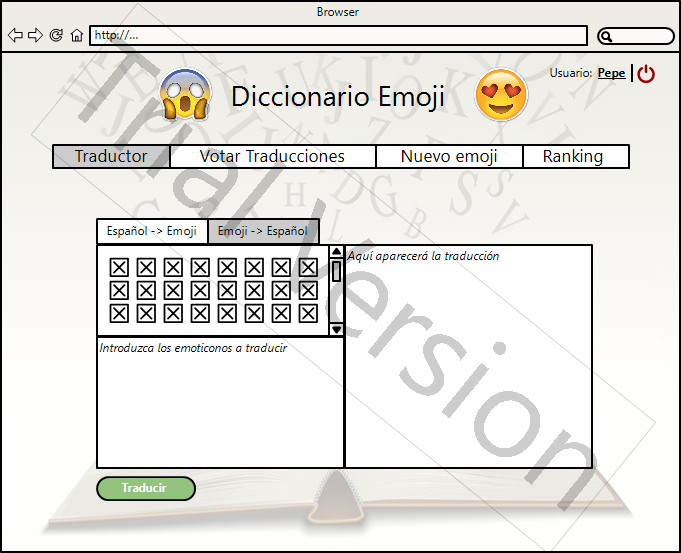 Browser
http://...
Usuario: Pepe
Diccionario Emoji
Traductor Votar Traducciones Nuevo emoji Ranking
Español -> Emoji Emoji -> Español
Aquí aparecerá la traducción
Introduzca los emoticonos a traducir
Traducir
Trial Version